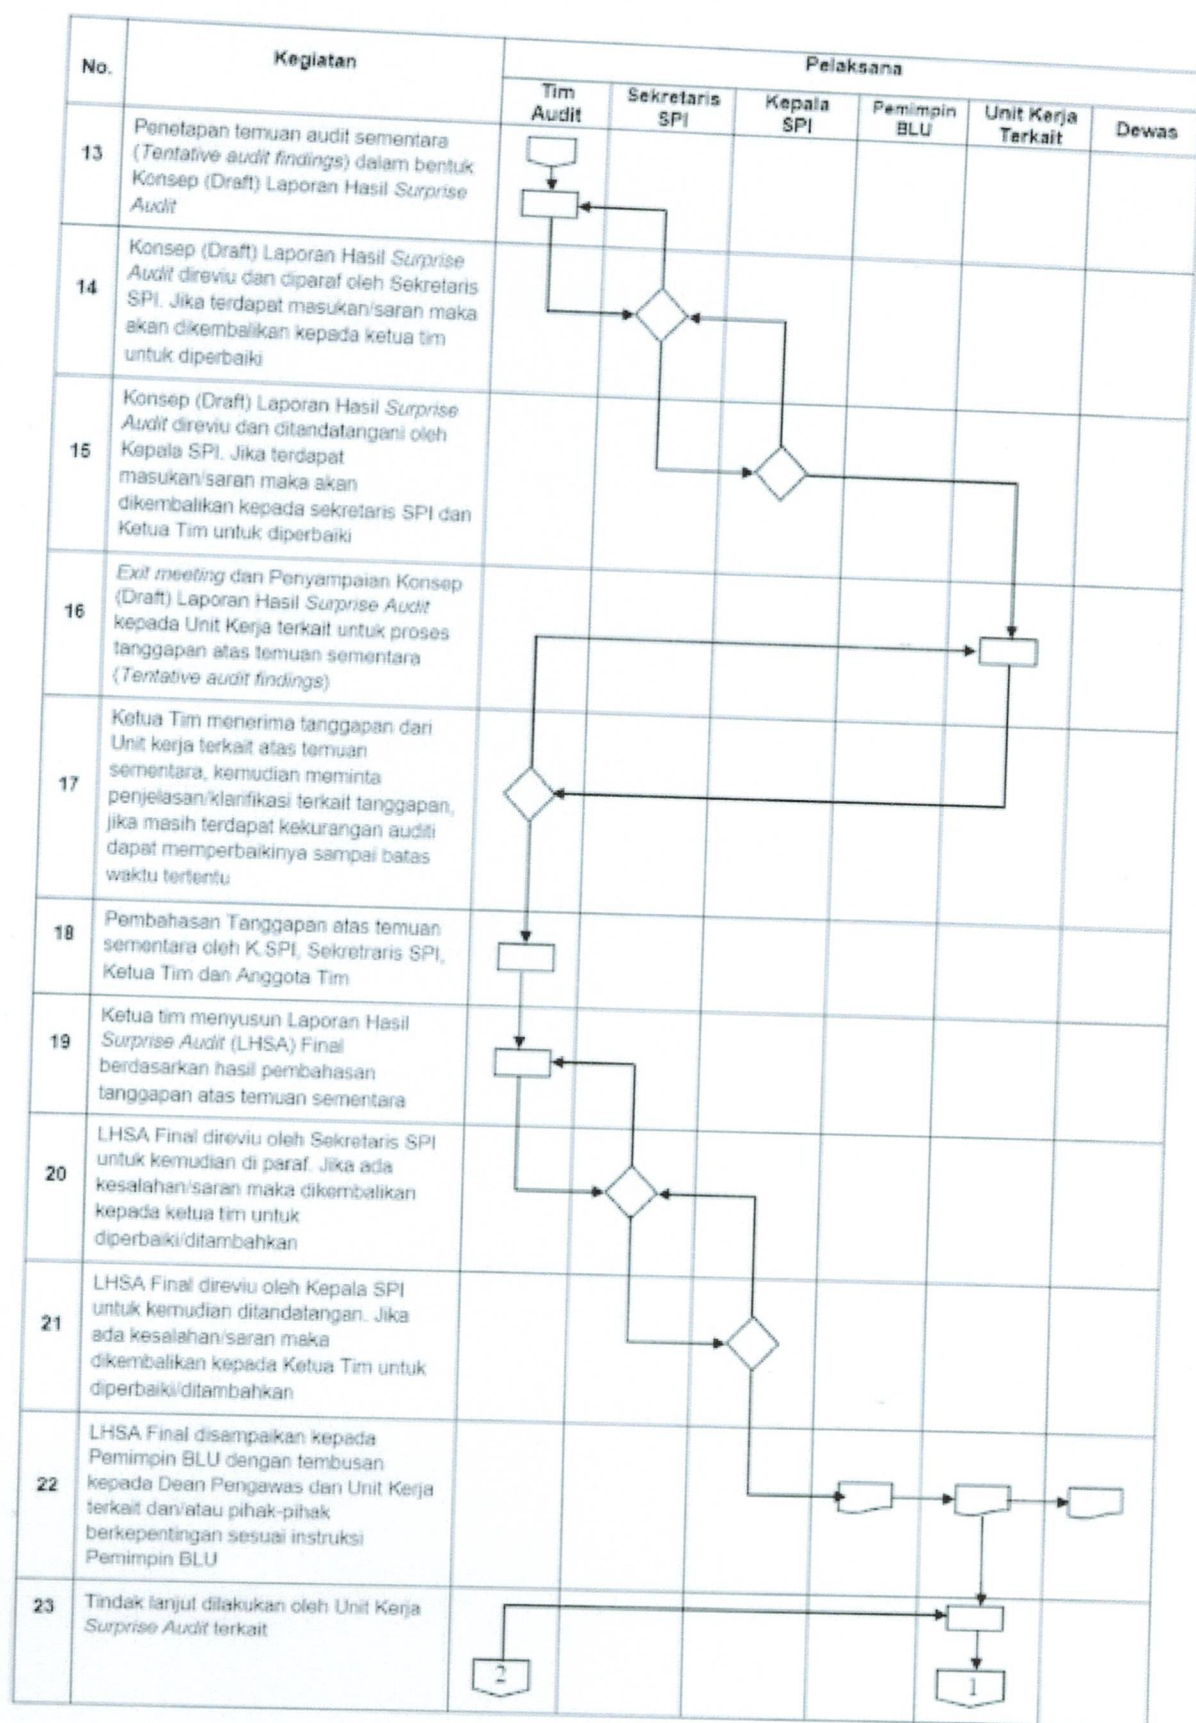 No.
Kegiatan
Pelaksana
Tim
Audit
Sekretaris
SPI
Kepala
SPI
Pemimpin
BLU
Unit Kerja
Terkait
Dewas
13
Penetapan temuan audit sementara
(Tentative audit findings) dalam bentuk
Konsep (Draft) Laporan Hasil Surprise
Audit
14
Konsep (Draft) Laporan Hasil Surprise
Audit direviu dan diparaf oleh Sekretaris
SPI. Jika terdapat masukan/saran maka
akan dikembalikan kepada ketua tim
untuk diperbaiki
15
Konsep (Draft) Laporan Hasil Surprise
Audit direviu dan ditandatangani oleh
Kepala SPI. Jika terdapat
masukan/saran maka akan
dikembalikan kepada sekretaris SPI dan
Ketua Tim untuk diperbaiki
16
Exit meeting dan Penyampaian Konsep
(Draft) Laporan Hasil Surprise Audit
kepada Unit Kerja terkait untuk proses
tanggapan atas temuan sementara
(Tentative audit findings)
17
Ketua Tim menerima tanggapan dari
Unit kerja terkait atas temuan
sementara, kemudian meminta
penjelasan/klarifikasi terkait tanggapan,
jika masih terdapat kekurangan auditi
dapat memperbaikinya sampai batas
waktu tertentu
18
Pembahasan Tanggapan atas temuan
sementara oleh K.SPI, Sekretraris SPI,
Ketua Tim dan Anggota Tim
19
Ketua tim menyusun Laporan Hasil
Surprise Audit (LHSA) Final
berdasarkan hasil pembahasan
tanggapan atas temuan sementara
20
LHSA Final direviu oleh Sekretaris SPI
untuk kemudian di paraf. Jika ada
kesalahan/saran maka dikembalikan
kepada ketua tim untuk
diperbaiki/ditambahkan
21
LHSA Final direviu oleh Kepala SPI
untuk kemudian ditandatangan. Jika
ada kesalahan/saran maka
dikembalikan kepada Ketua Tim untuk
diperbaiki/ditambahkan
22
LHSA Final disampaikan kepada
Pemimpin BLU dengan tembusan
kepada Dean Pengawas dan Unit Kerja
terkait dan/atau pihak-pihak
berkepentingan sesuai instruksi
Pemimpin BLU
23
Tindak lanjut dilakukan oleh Unit Kerja
Surprise Audit terkait
2
1